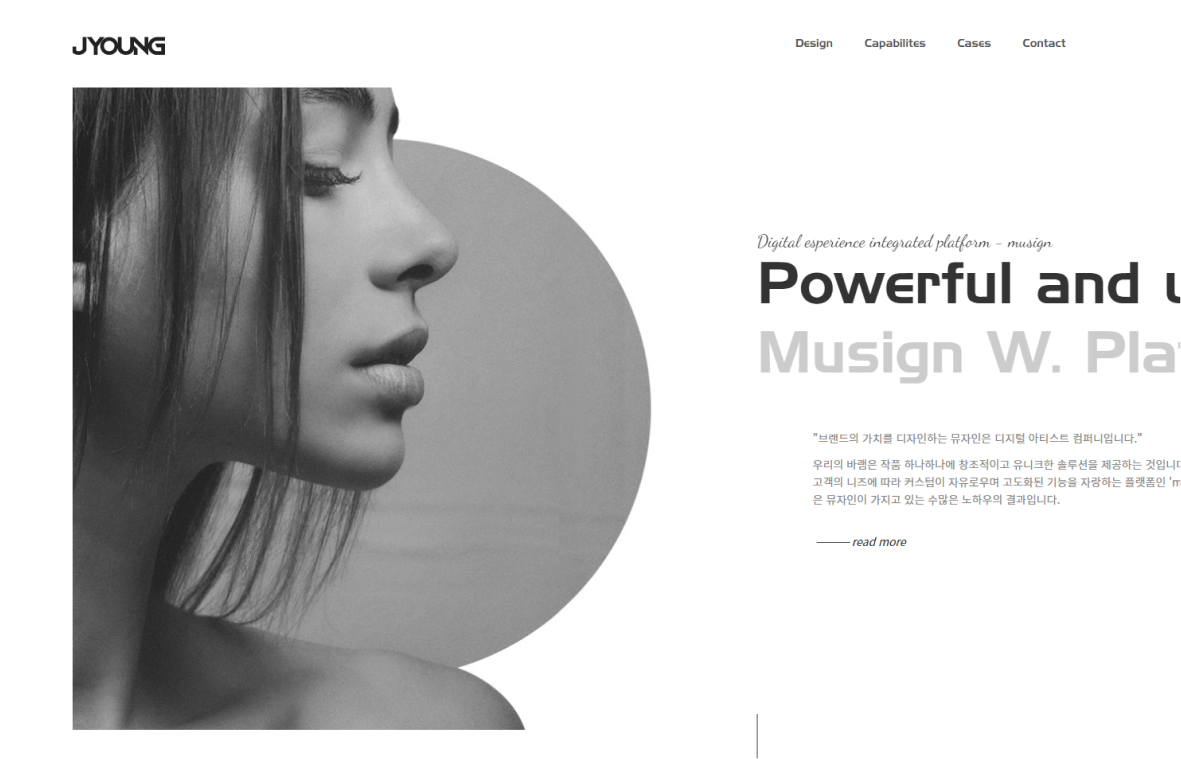 JYOUNG
Design
Capabilites
Cases
Contact
Digital esperience integrated platform - musign
Powerful and
Musign W. Pla
"브랜드의 가치를 디자인하는 뮤자인은 디지털 아티스트 컴퍼니입니다."
우리의 바램은 작품 하나하나에 창조적이고 유니크한 솔루션을 제공하는 것입니다
고객의 니즈에 따라 커스텀이 자유로우며 고도화된 기능을 자랑하는 플랫폼인 'm
은 뮤자인이 가지고 있는 수많은 노하우의 결과입니다.
read more